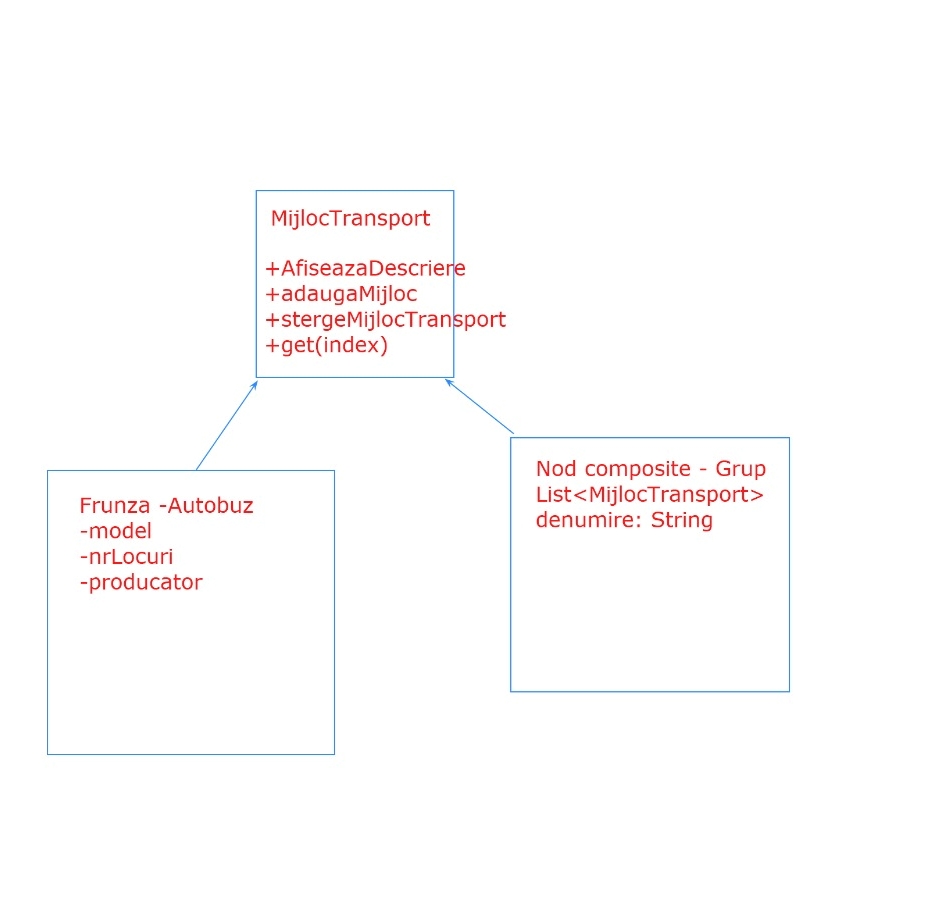 MijlocTransport
+AfiseazaDescriere
+adaugaMijloc
+stergeMijlocTransport
+get(index)
Frunza -Autobuz
-model
-nrLocuri
-producator
Nod composite - Grup
List<MijlocTransport>
denumire: String